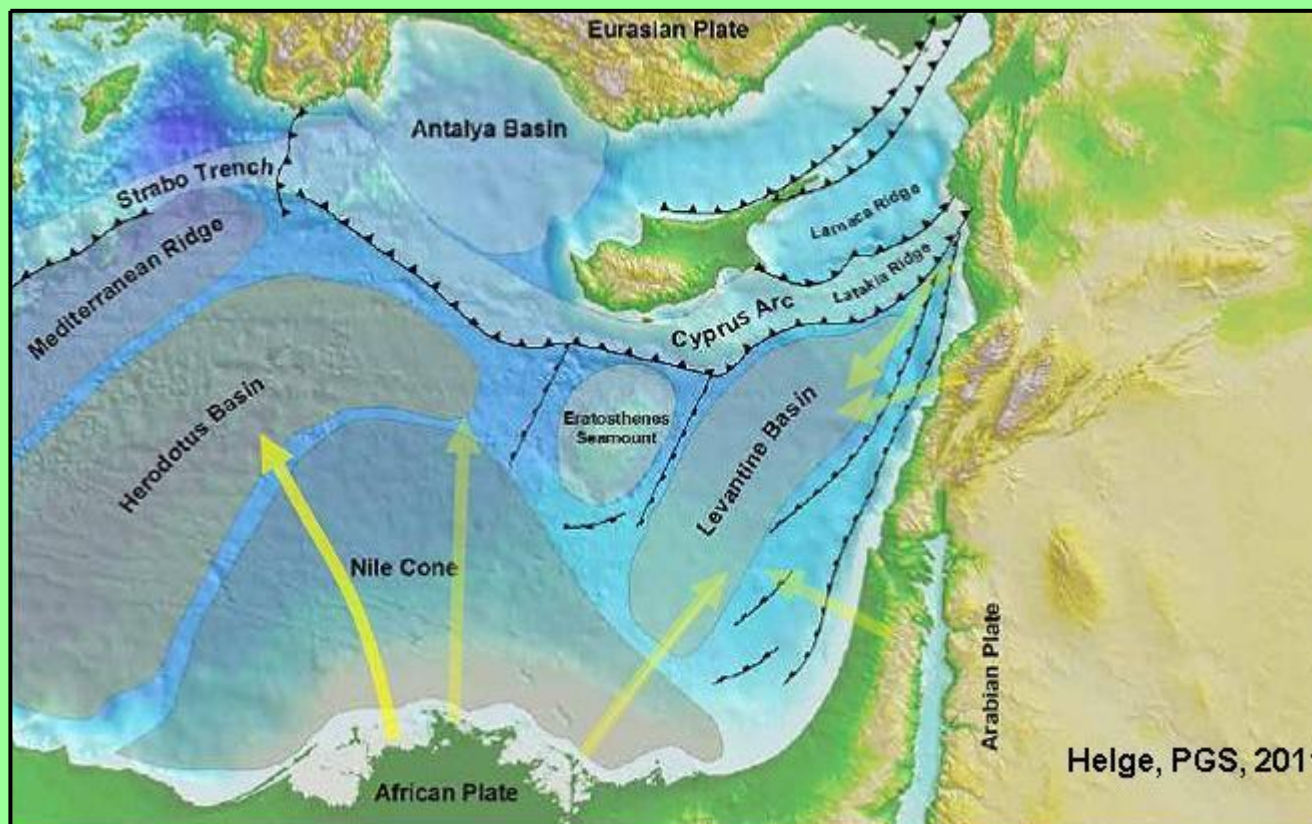 Eurasian Plate
Antalya Basin
Strabo Trench
Mediterranean Ridge
Larnaca Ridge
Latakia Ridge
Cyprus Arc
Herodotus Basin
Eratosthenes
Seamount
Levantine Basin
Nile Cone
Arabian Plate
African Plate
Helge, PGS, 2011